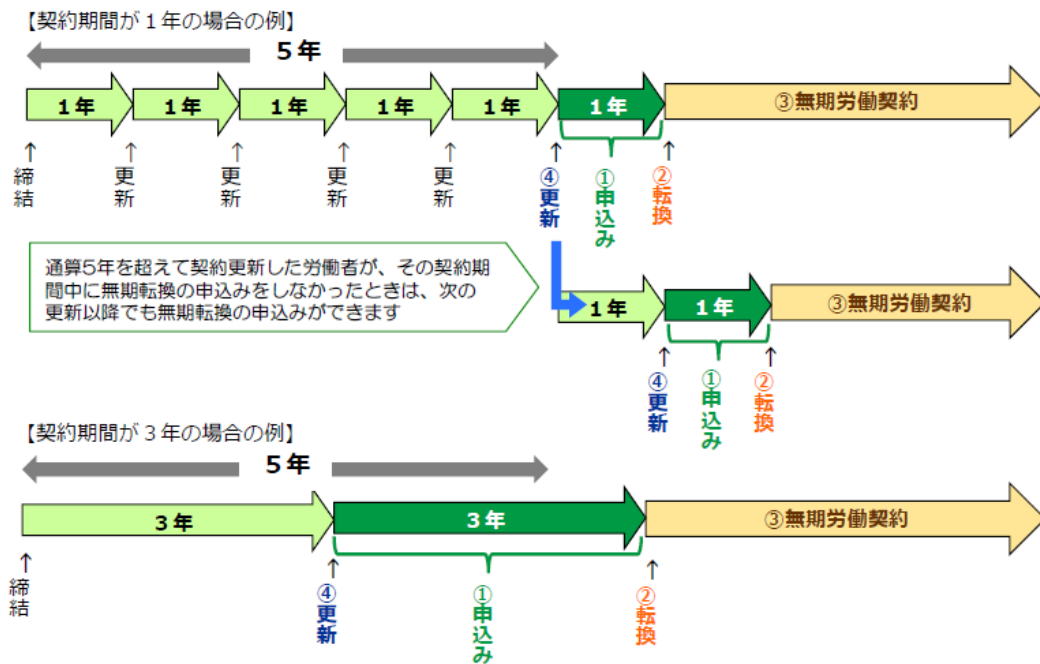 【契約期間が１年の場合の例】
５年
１年
１年
１年
１年
１年
１年
③無期労働契約
↑
締結
↑
更新
↑
更新
↑
更新
↑
更新
↑
④更新
①申込み
↑
②転換
通算5年を超えて契約更新した労働者が、その契約期
間中に無期転換の申込みをしなかったときは、次の
更新以降でも無期転換の申込みができます
１年
１年
③無期労働契約
↑
④更新
①申込み
↑
②転換
【契約期間が３年の場合の例】
５年
３年
３年
③無期労働契約
↑
締結
↑
④更新
①申込み
↑
②転換